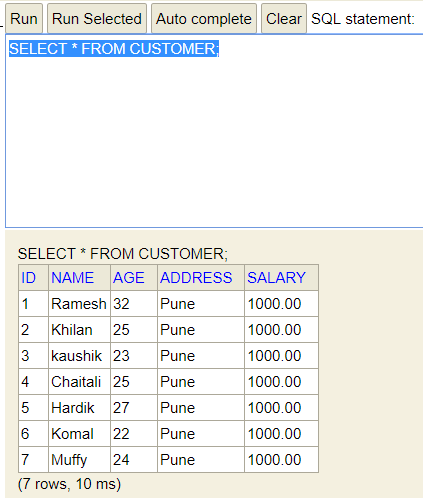 Run Run Selected Auto complete Clear SQL statement:
SELECT * FROM CUSTOMER;
SELECT * FROM CUSTOMER;
ID NAME AGE ADDRESS SALARY
1 Ramesh 32 Pune 1000.00
2 Khilan 25 Pune 1000.00
3 kaushik 23 Pune 1000.00
4 Chaitali 25 Pune 1000.00
5 Hardik 27 Pune 1000.00
6 Komal 22 Pune 1000.00
7 Muffy 24 Pune 1000.00
(7 rows, 10 ms)